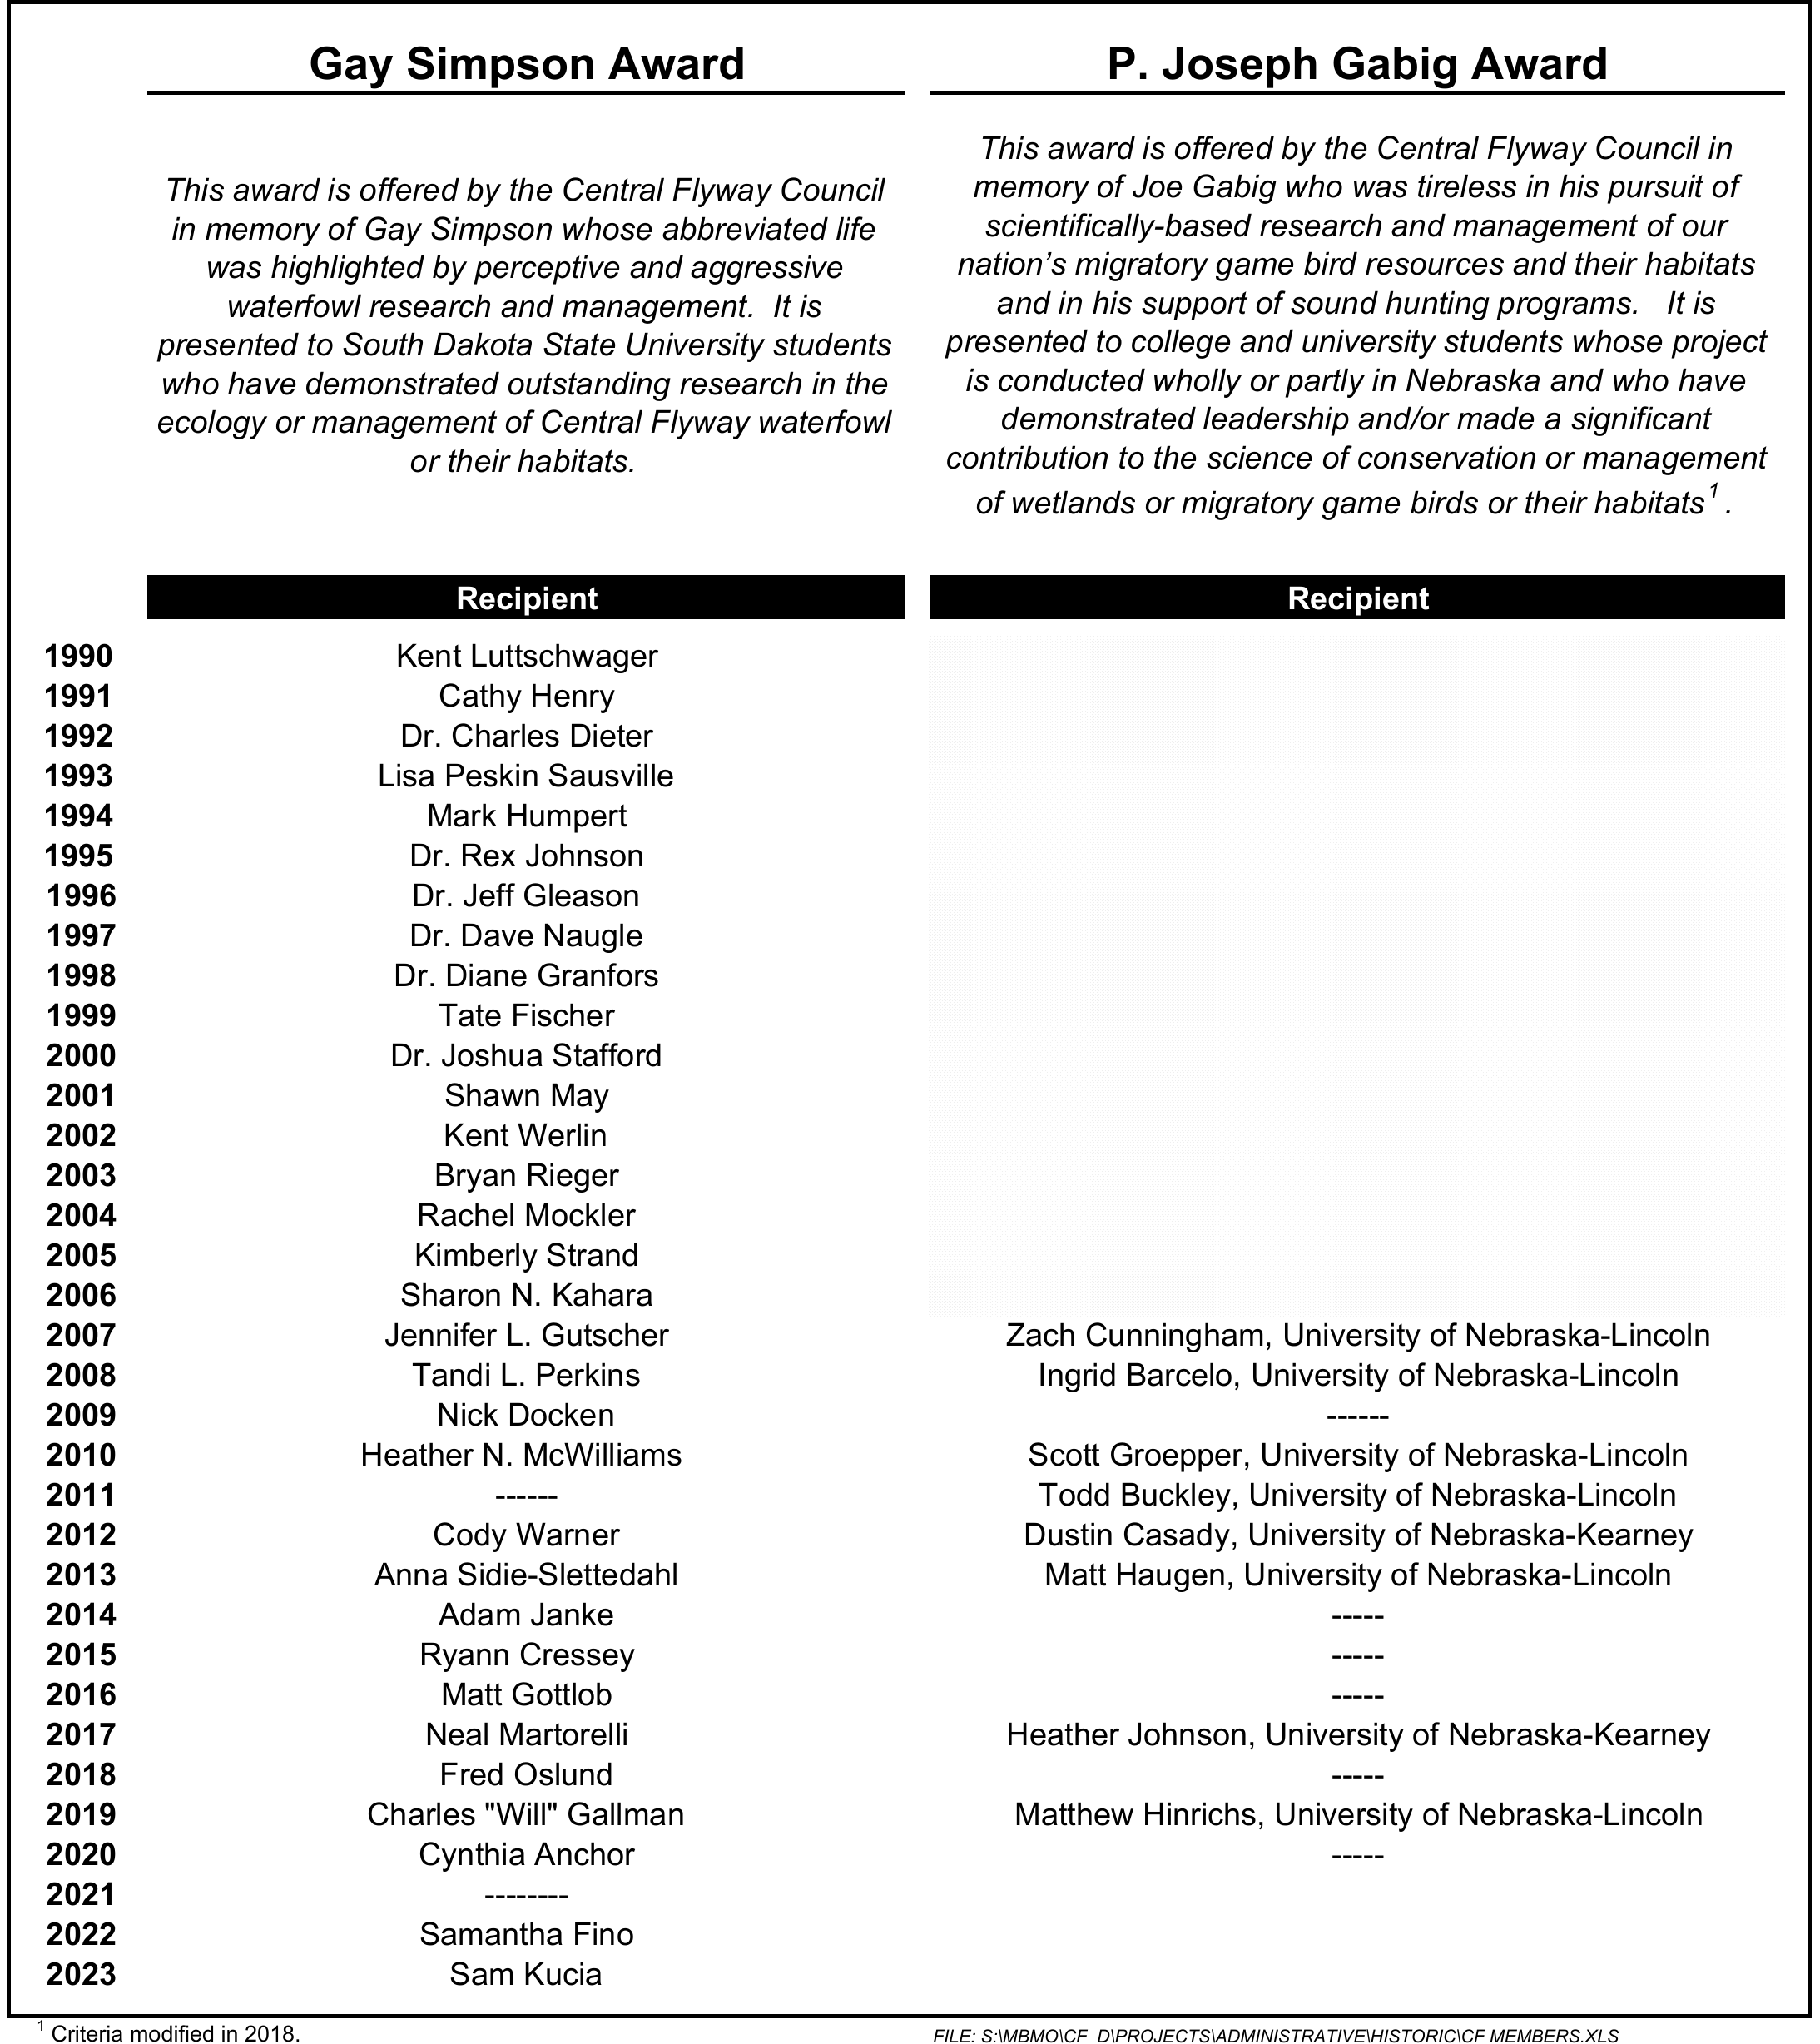 Gay Simpson Award
This award is offered by the Central Flyway Council
in memory of Gay Simpson whose abbreviated life
was highlighted by perceptive and aggressive
waterfowl research and management.  It is
presented to South Dakota State University students
who have demonstrated outstanding research in the
ecology or management of Central Flyway waterfowl
or their habitats.
P. Joseph Gabig Award
This award is offered by the Central Flyway Council in
memory of Joe Gabig who was tireless in his pursuit of
scientifically-based research and management of our
nation’s migratory game bird resources and their habitats
and in his support of sound hunting programs.   It is
presented to college and university students whose project
is conducted wholly or partly in Nebraska and who have
demonstrated leadership and/or made a significant
contribution to the science of conservation or management
of wetlands or migratory game birds or their habitats¹ .
Recipient Recipient
1990 Kent Luttschwager
1991 Cathy Henry
1992 Dr. Charles Dieter
1993 Lisa Peskin Sausville
1994 Mark Humpert
1995 Dr. Rex Johnson
1996 Dr. Jeff Gleason
1997 Dr. Dave Naugle
1998 Dr. Diane Granfors
1999 Tate Fischer
2000 Dr. Joshua Stafford
2001 Shawn May
2002 Kent Werlin
2003 Bryan Rieger
2004 Rachel Mockler
2005 Kimberly Strand
2006 Sharon N. Kahara
2007 Jennifer L. Gutscher Zach Cunningham, University of Nebraska-Lincoln
2008 Tandi L. Perkins Ingrid Barcelo, University of Nebraska-Lincoln
2009 Nick Docken ------
2010 Heather N. McWilliams Scott Groepper, University of Nebraska-Lincoln
2011 ------ Todd Buckley, University of Nebraska-Lincoln
2012 Cody Warner Dustin Casady, University of Nebraska-Kearney
2013 Anna Sidie-Slettedahl Matt Haugen, University of Nebraska-Lincoln
2014 Adam Janke -----
2015 Ryann Cressey -----
2016 Matt Gottlob -----
2017 Neal Martorelli Heather Johnson, University of Nebraska-Kearney
2018 Fred Oslund -----
2019 Charles "Will" Gallman Matthew Hinrichs, University of Nebraska-Lincoln
2020 Cynthia Anchor -----
2021 --------
2022 Samantha Fino
2023 Sam Kucia
¹ Criteria modified in 2018. FILE: S:\MBMO\CF_D\PROJECTS\ADMINISTRATIVE\HISTORIC\CF MEMBERS.XLS